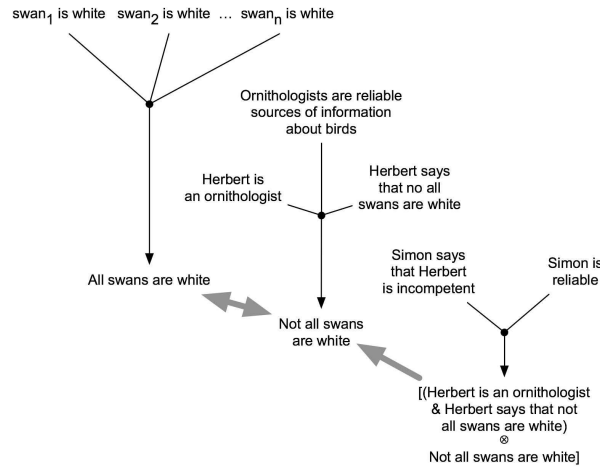 swan1 is white swan2 is white … swann is white
Ornithologists are reliable
sources of information
about birds
Herbert is
an ornithologist
Herbert says
that no all
swans are white
All swans are white
Not all swans
are white
Simon says
that Herbert
is incompetent
Simon is
reliable
[(Herbert is an ornithologist
& Herbert says that not
all swans are white)
⊗
Not all swans are white]